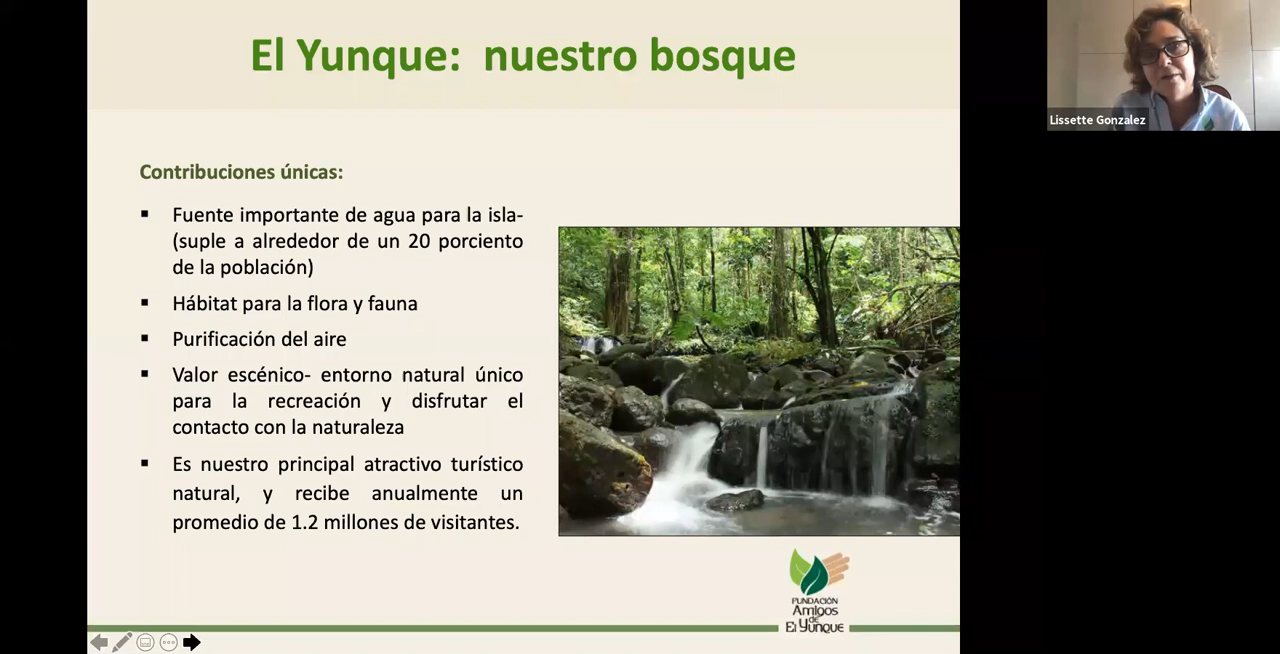 El Yunque: nuestro bosque
Lissette Gonzalez
Contribuciones únicas:
▪ Fuente importante de agua para la isla-
(suple a alrededor de un 20 porciento
de la población)
▪ Hábitat para la flora y fauna
▪ Purificación del aire
▪ Valor escénico- entorno natural único
para la recreación y disfrutar el
contacto con la naturaleza
▪ Es nuestro principal atractivo turístico
natural, y recibe anualmente un
promedio de 1.2 millones de visitantes.
FUNDACIÓN
Amigos
de
El Yunque